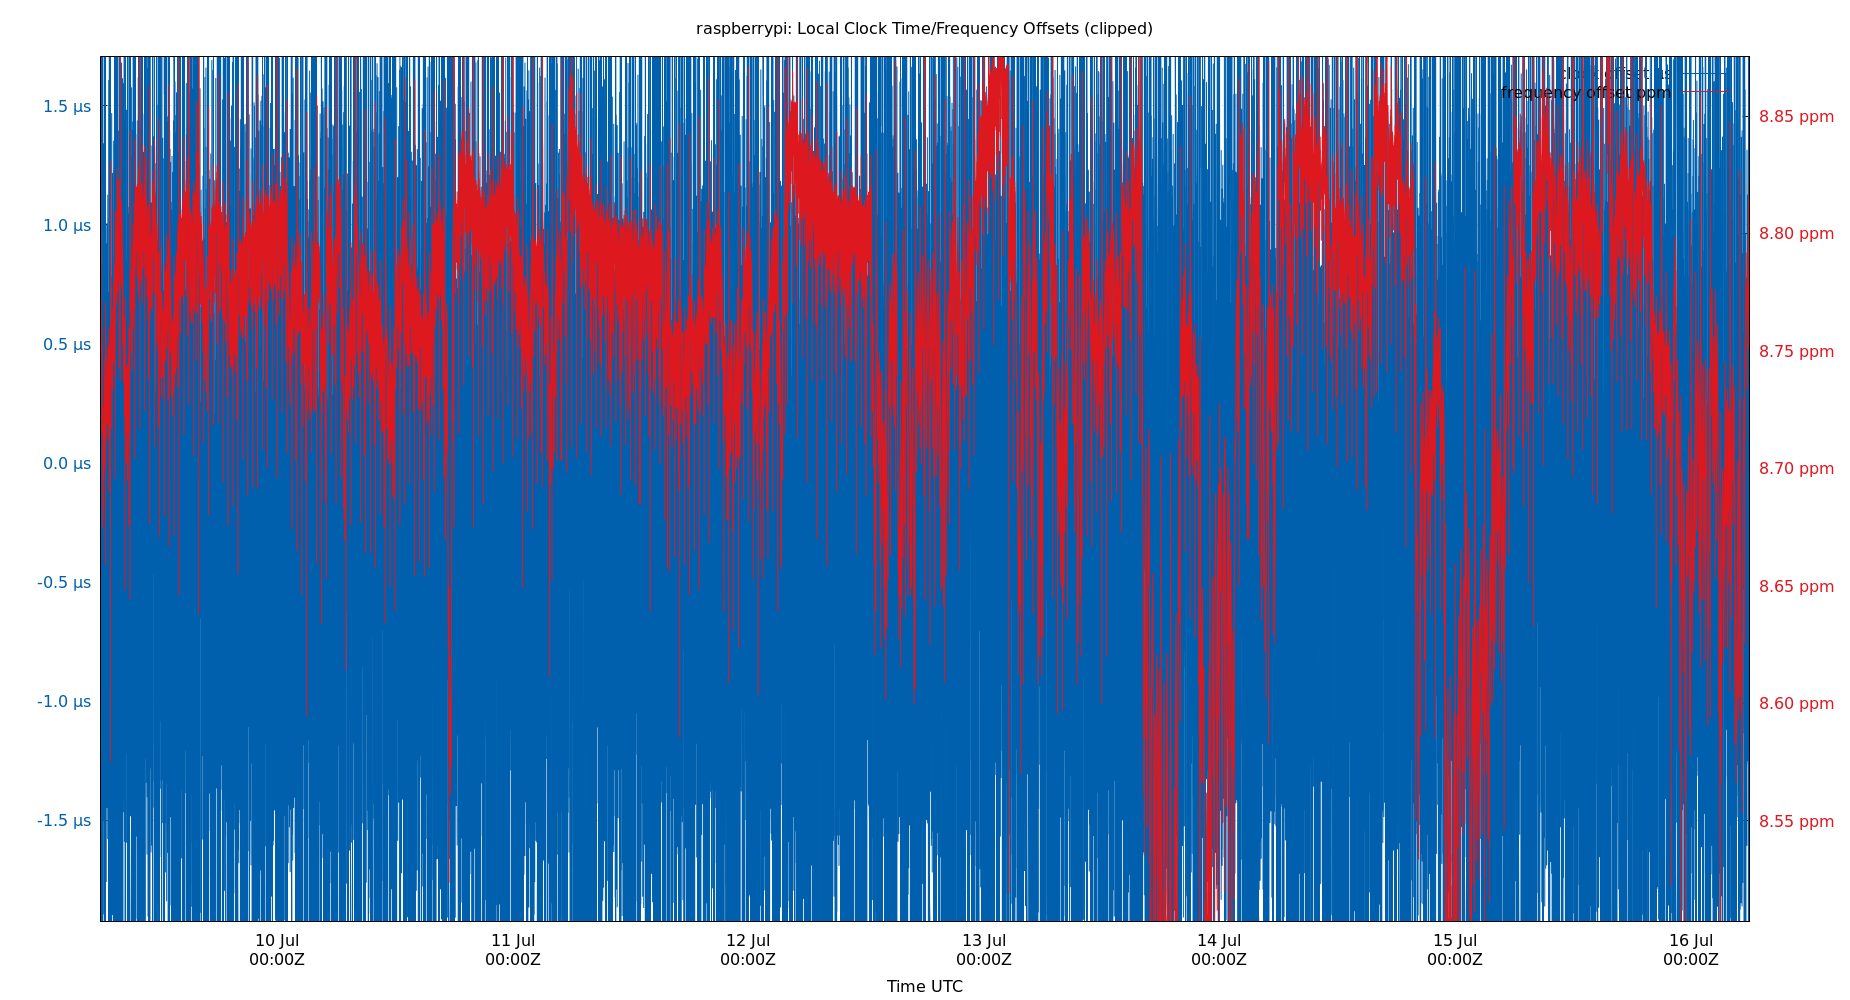 raspberrypi: Local Clock Time/Frequency Offsets (clipped)
clock offset µs
frequency offset ppm
1.5 µs
1.0 µs
0.5 µs
0.0 µs
-0.5 µs
-1.0 µs
-1.5 µs
8.85 ppm
8.80 ppm
8.75 ppm
8.70 ppm
8.65 ppm
8.60 ppm
8.55 ppm
10 Jul 11 Jul 12 Jul 13 Jul 14 Jul 15 Jul 16 Jul
00:00Z 00:00Z 00:00Z 00:00Z 00:00Z 00:00Z 00:00Z
Time UTC